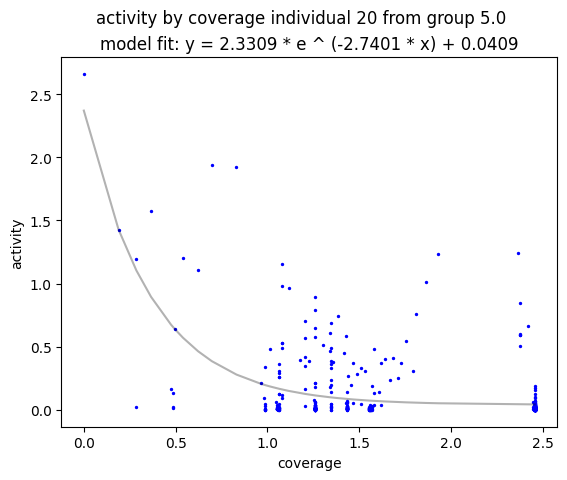 activity by coverage individual 20 from group 5.0
model fit: y = 2.3309 * e ^ (-2.7401 * x) + 0.0409
activity
2.5
2.0
1.5
1.0
0.5
0.0
0.0 0.5 1.0 1.5 2.0 2.5
coverage